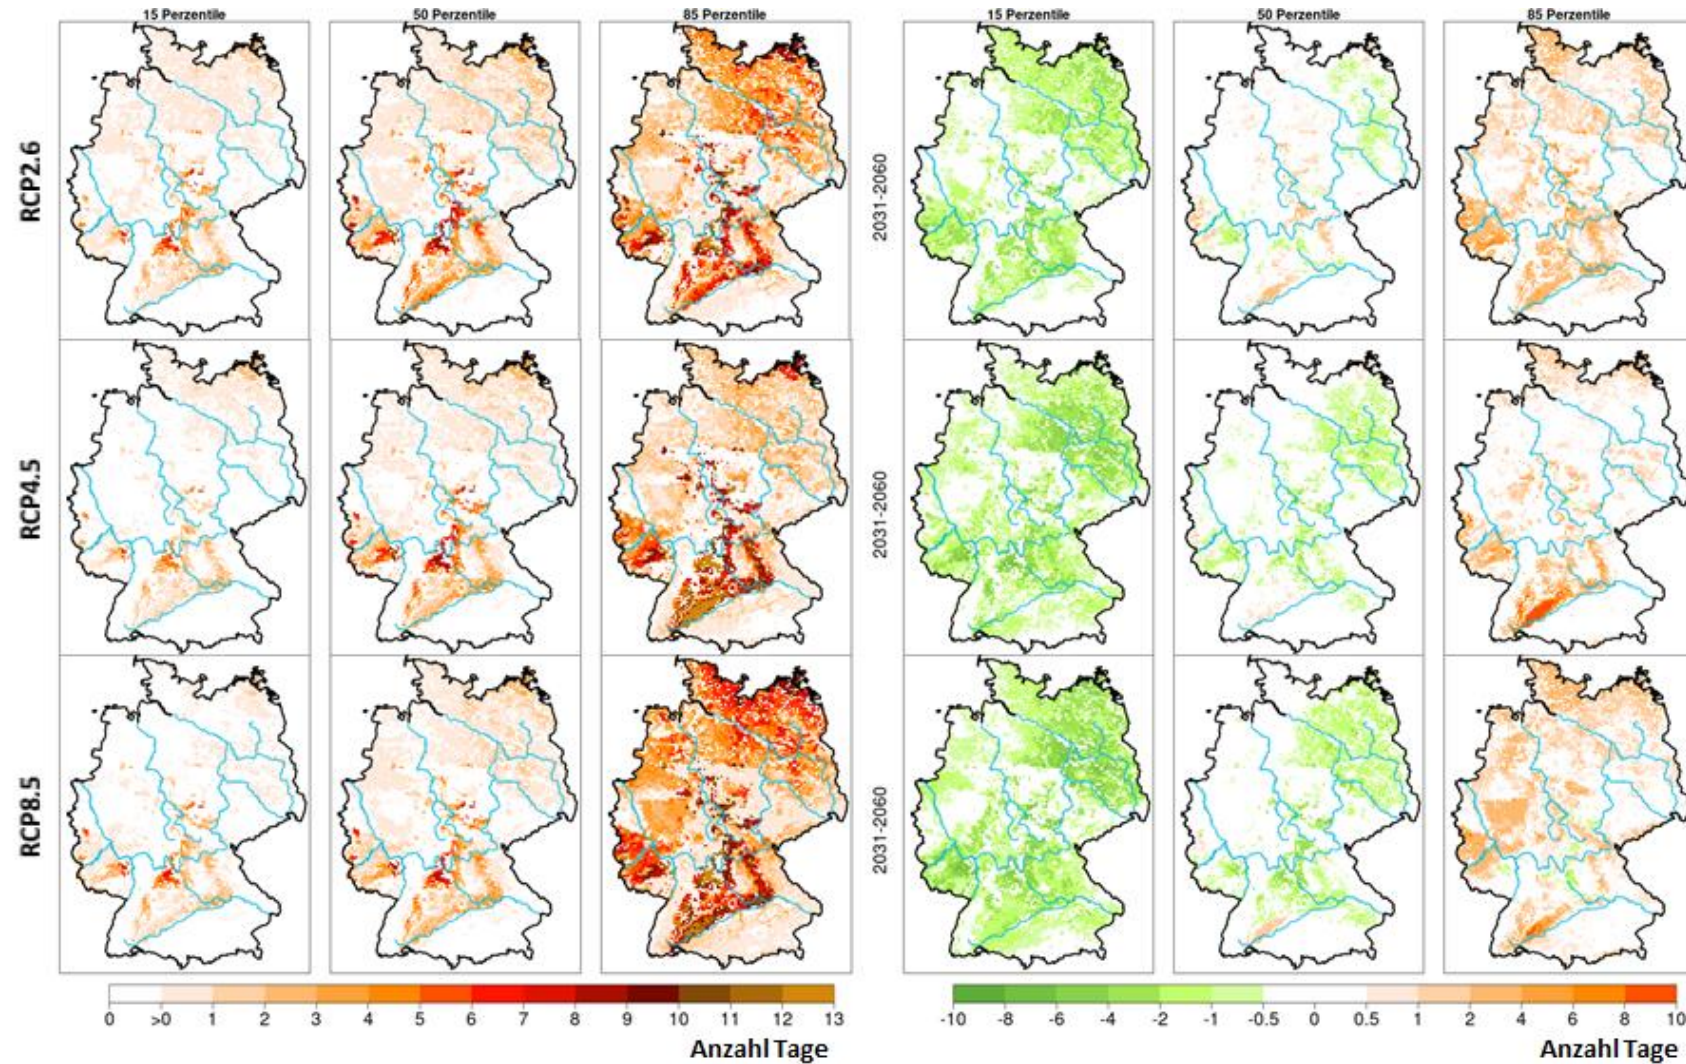 15 Perzentile 50 Perzentile 85 Perzentile 15 Perzentile 50 Perzentile 85 Perzentile
RCP2.6
2031-2060
RCP4.5
2031-2060
RCP8.5
2031-2060
0 >0 1 2 3 4 5 6 7 8 9 10 11 12 13
-10 -6 -4 -2 -1 -0.5 0 0.5 1 2 4 6 8 10
Anzahl Tage
Anzahl Tage